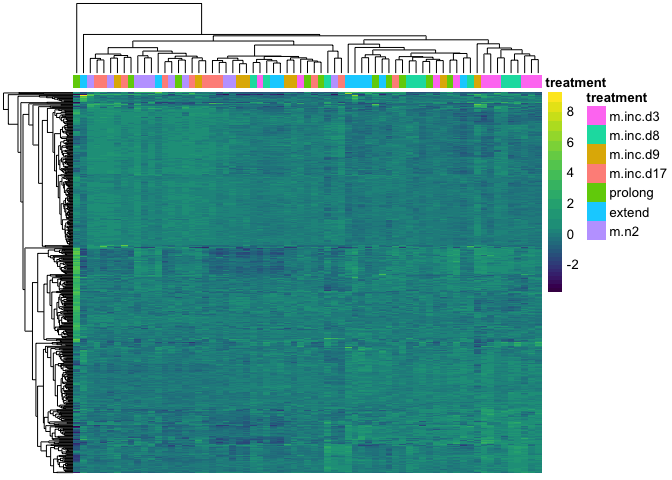 treatment
treatment
8
6
4
2
0
-2
m.inc.d3
m.inc.d8
m.inc.d9
m.inc.d17
prolong
extend
m.n2